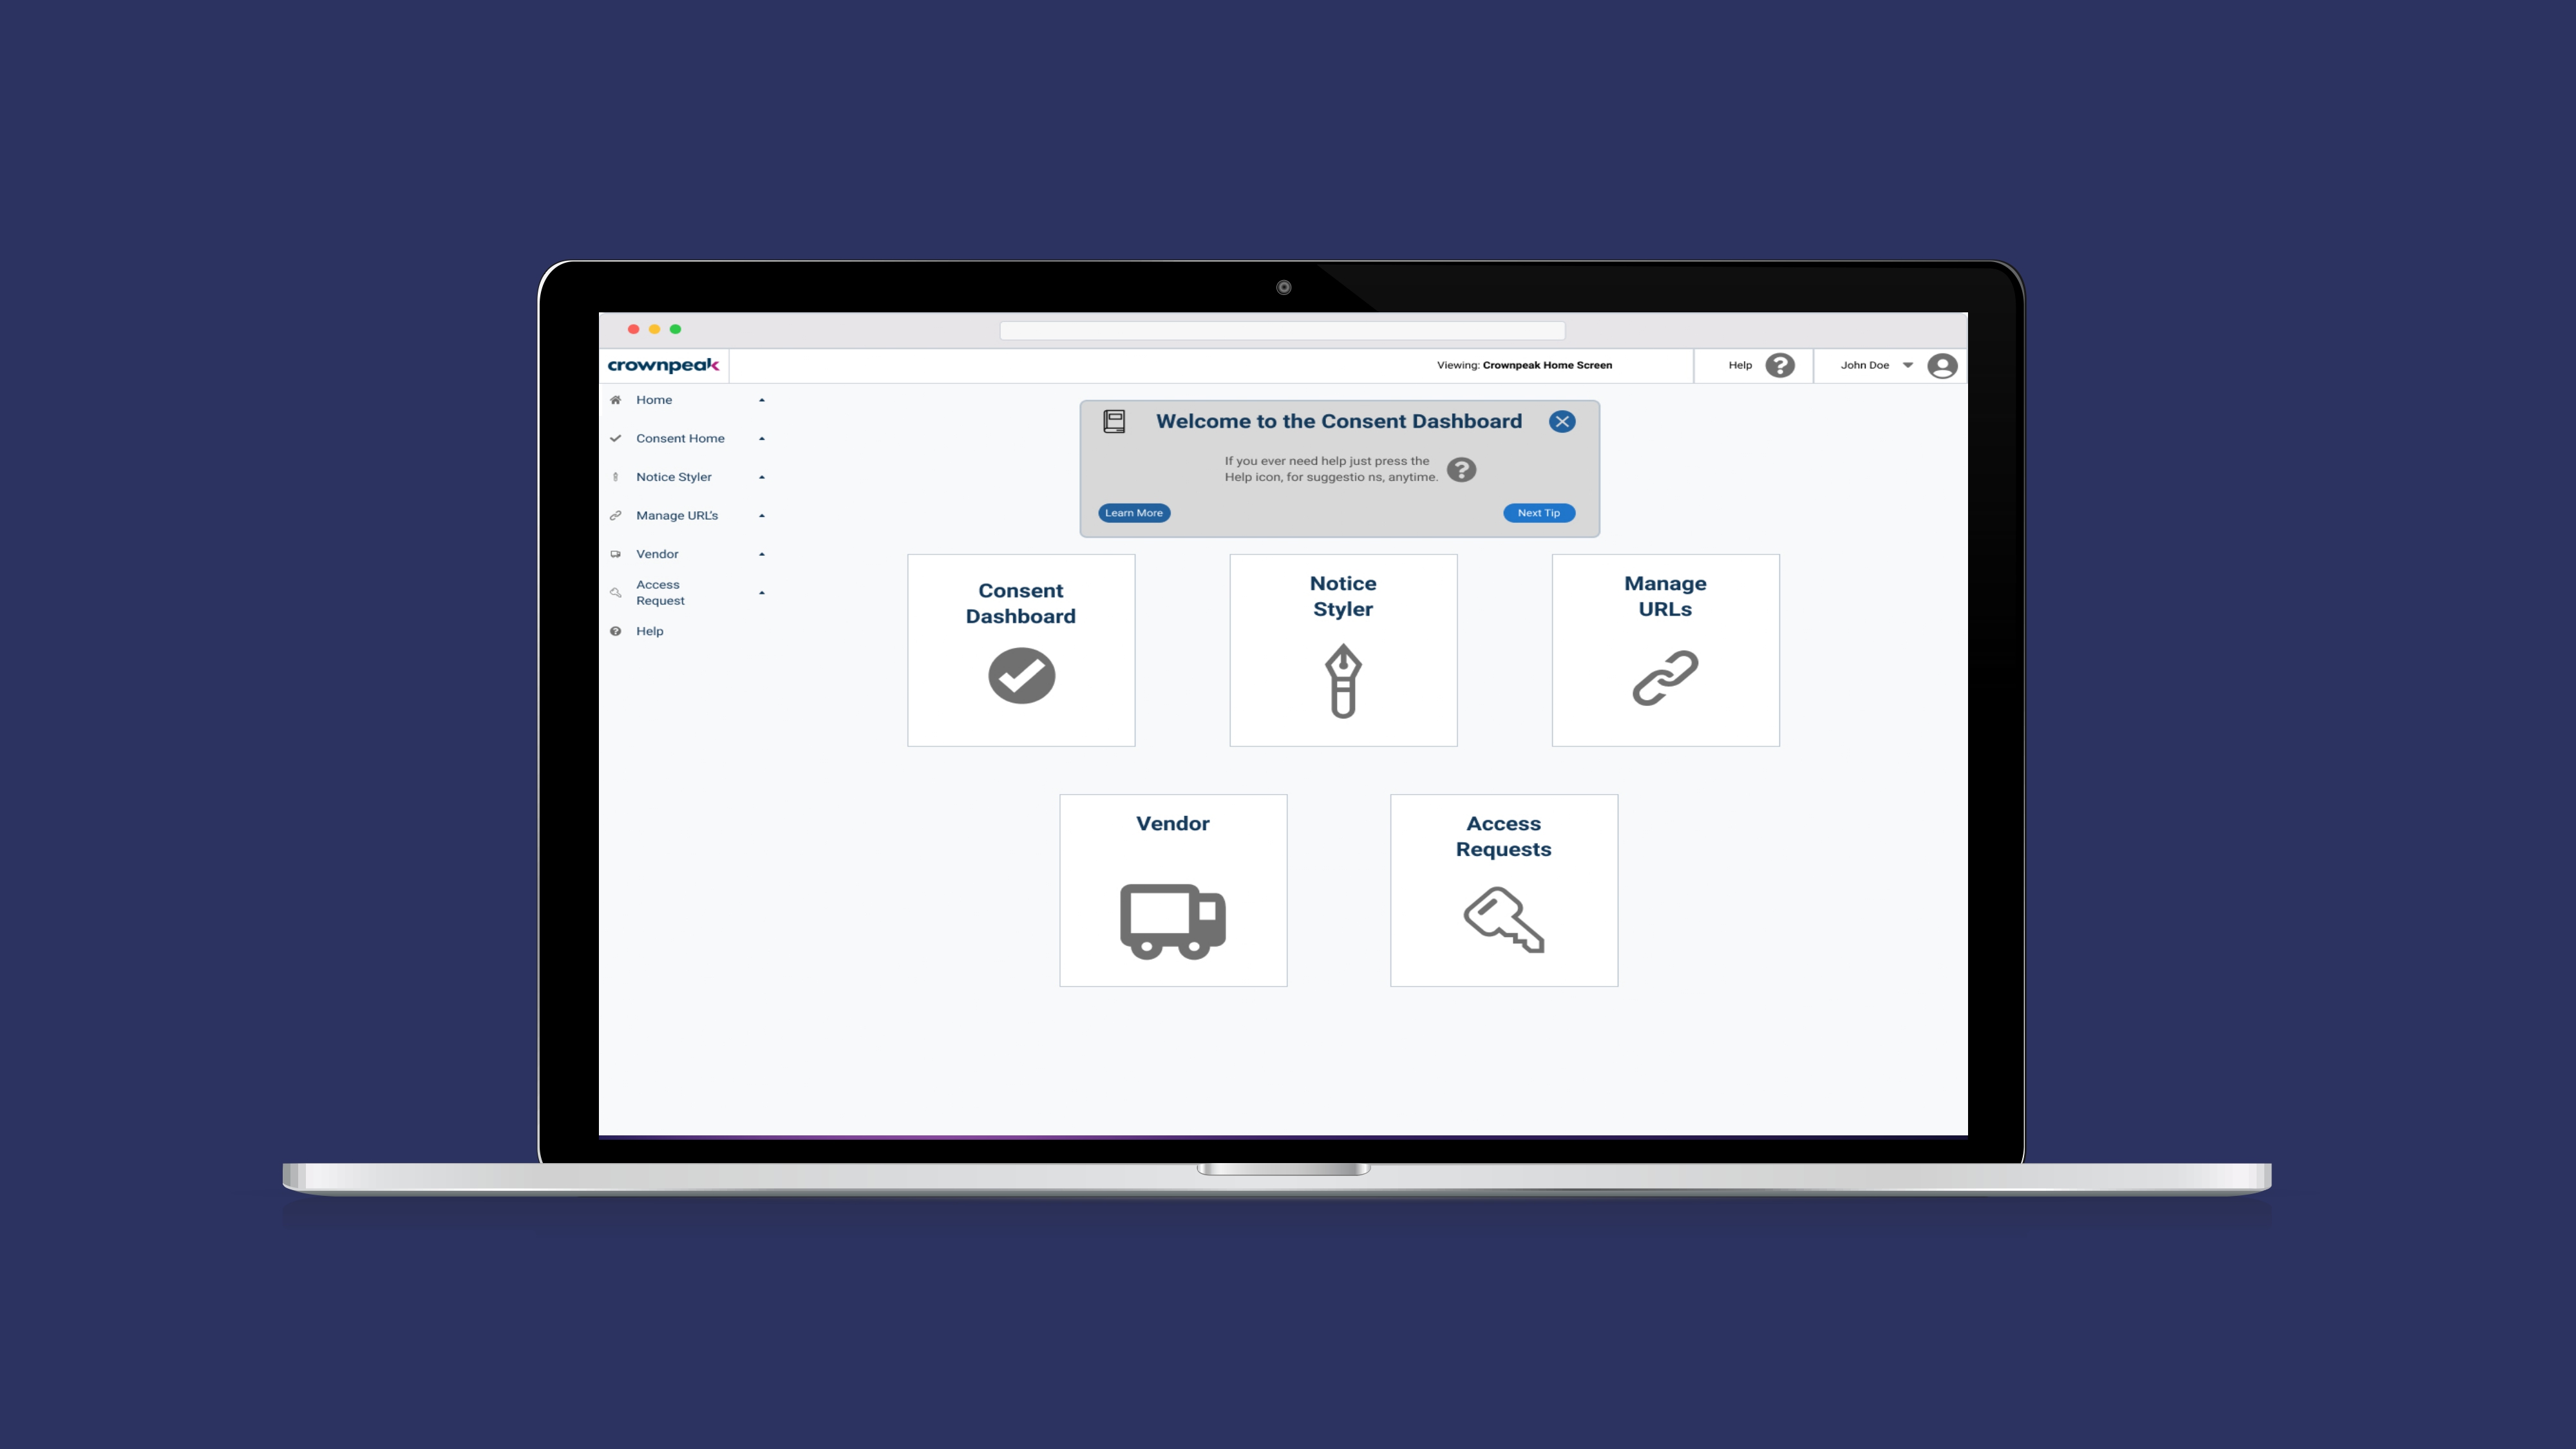 crownpeak
Viewing: Crownpeak Home Screen
Help
John Doe
Home
Consent Home
Notice Styler
Manage URL's
Vendor
Access
Request
Help
Welcome to the Consent Dashboard
If you ever need help just press the
Help icon, for suggestio ns, anytime.
Learn More
Next Tip
Consent
Dashboard
Notice
Styler
Manage
URLs
Vendor
Access
Requests